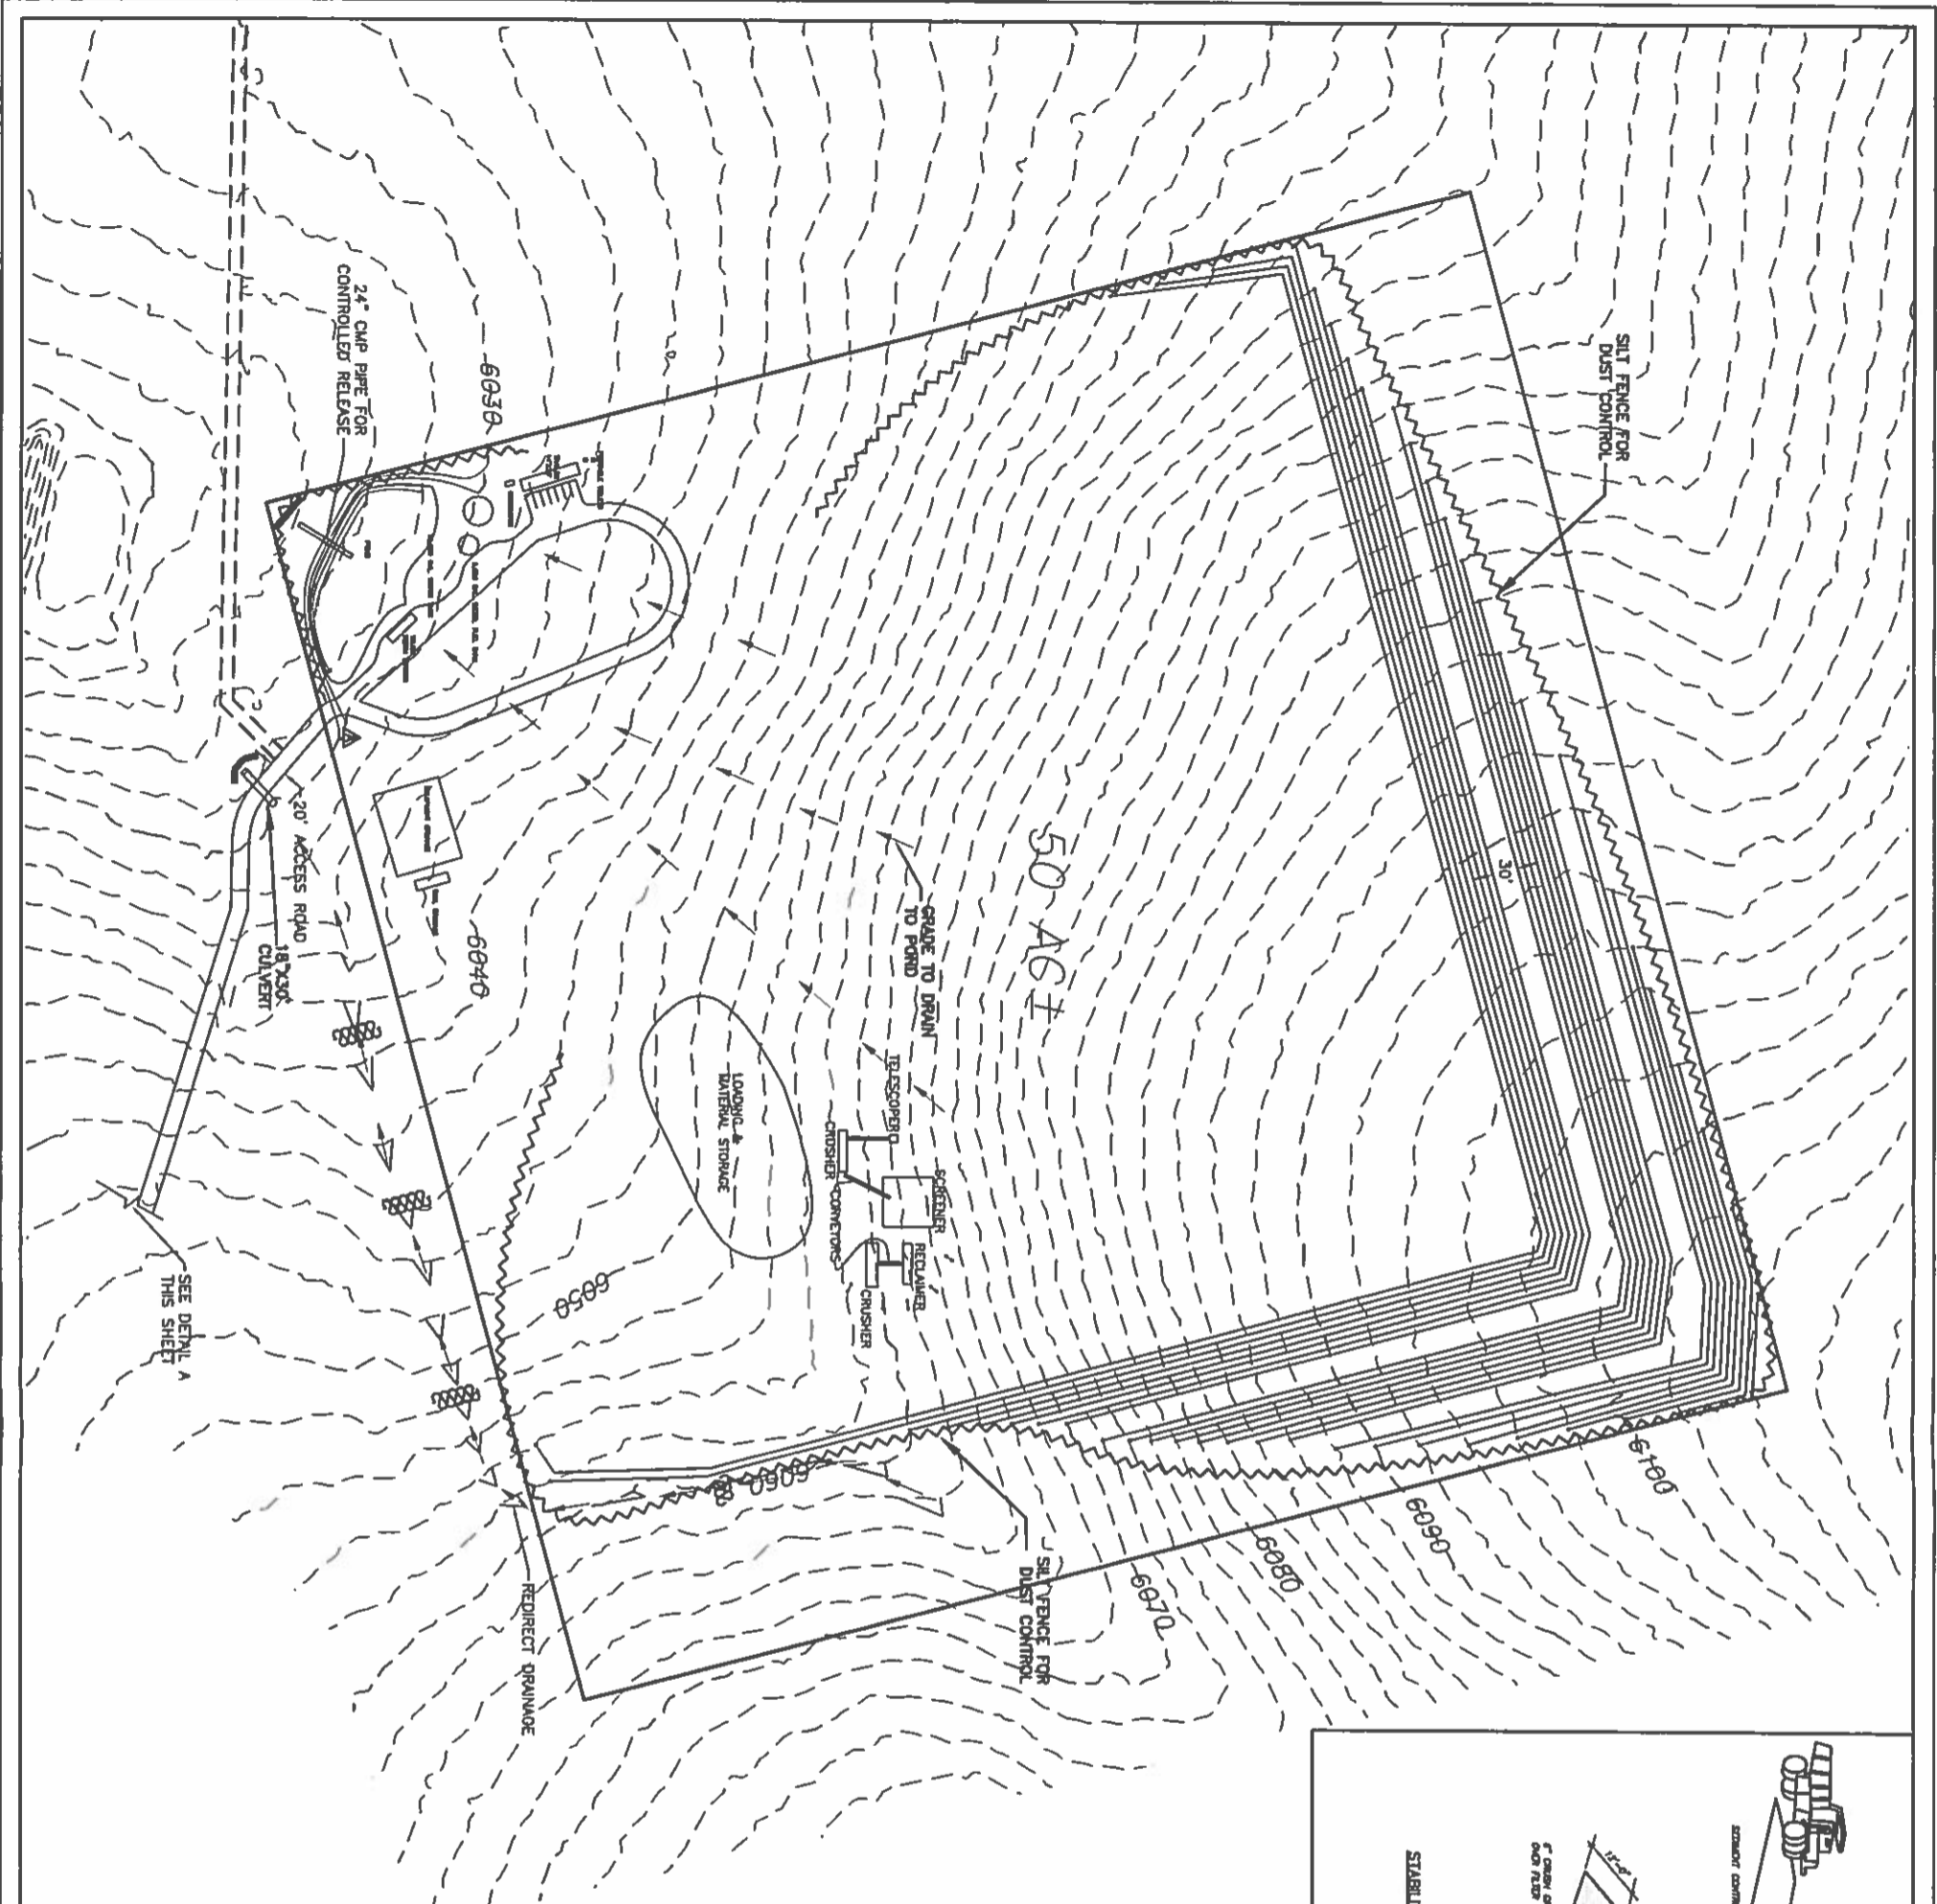 SILT FENCE FOR
DUST CONTROL
24" CMP PIPE FOR
CONTROLLED RELEASE
6030
POND
30'
50 AC±
GRADE TO DRAIN
TO POND
20' ACCESS ROAD
18"X30'
CULVERT
6040
TELESCOPER
CRUSHER
SCREENER
CONVEYORS
RECLAIMER
CRUSHER
LOADING &
MATERIAL STORAGE
6050
SEE DETAIL A
THIS SHEET
6060
6100
6090
6080
6070
SILT FENCE FOR
DUST CONTROL
REDIRECT DRAINAGE